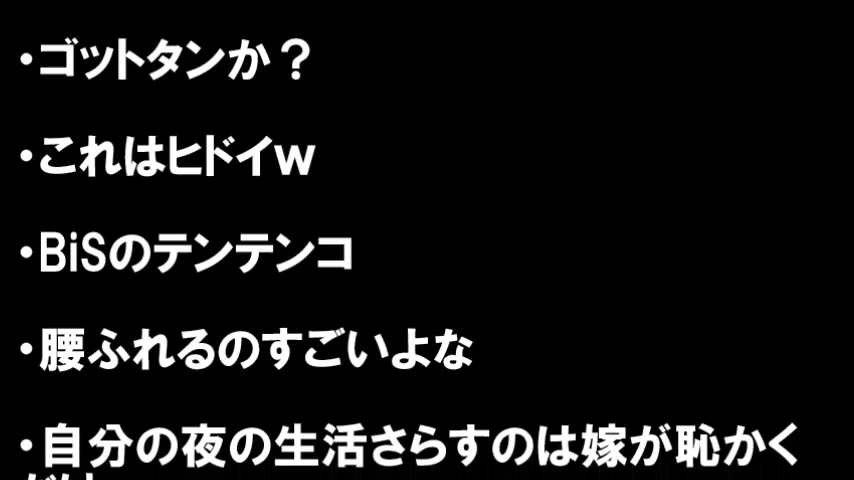 ・ゴットタンか？
・これはヒドイw
・BiSのテンテンコ
・腰ふれるのすごいよな
・自分の夜の生活さらすのは嫁が恥かく